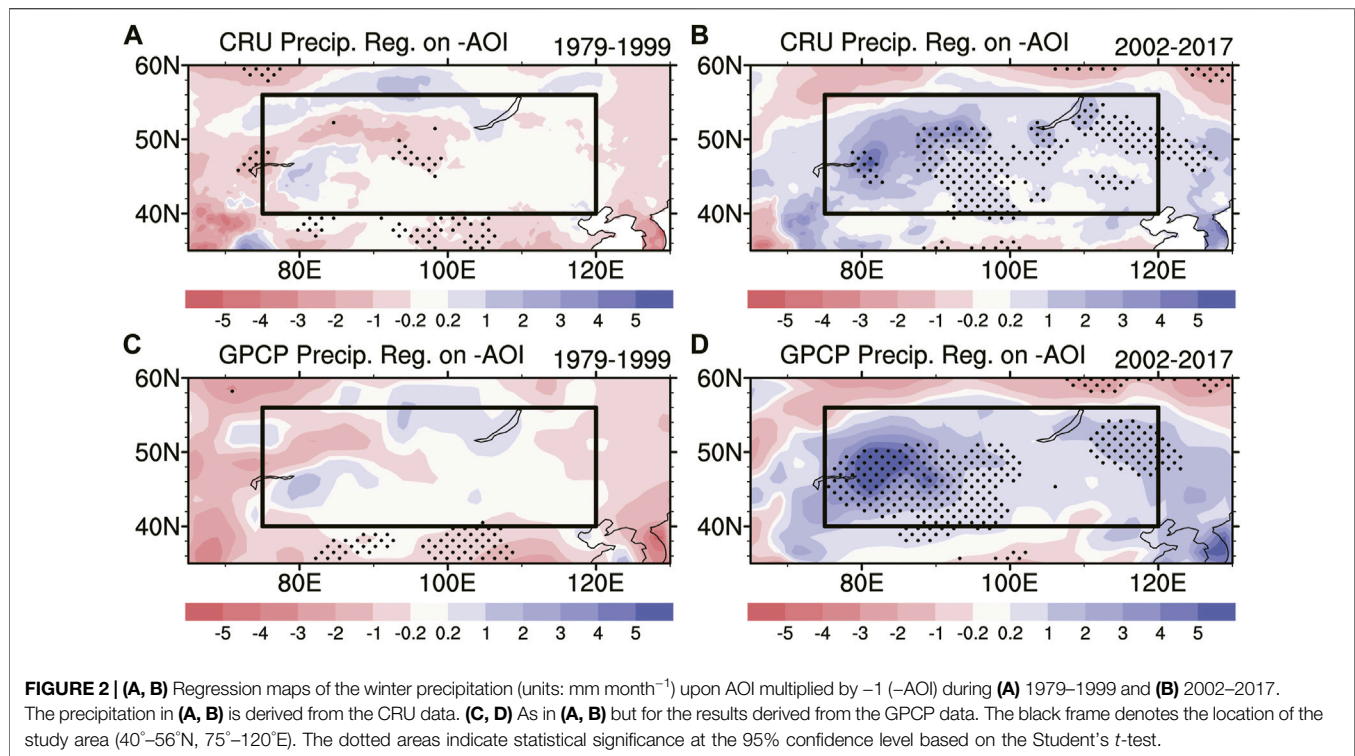 A CRU Precip. Reg. on -AOI 1979-1999
60N
50N
40N
80E 100E 120E
-5 -4 -3 -2 -1 -0.2 0.2 1 2 3 4 5
B CRU Precip. Reg. on -AOI 2002-2017
60N
50N
40N
80E 100E 120E
-5 -4 -3 -2 -1 -0.2 0.2 1 2 3 4 5
C GPCP Precip. Reg. on -AOI 1979-1999
60N
50N
40N
80E 100E 120E
-5 -4 -3 -2 -1 -0.2 0.2 1 2 3 4 5
D GPCP Precip. Reg. on -AOI 2002-2017
60N
50N
40N
80E 100E 120E
-5 -4 -3 -2 -1 -0.2 0.2 1 2 3 4 5
FIGURE 2 | (A, B) Regression maps of the winter precipitation (units: mm month⁻¹) upon AOI multiplied by −1 (−AOI) during (A) 1979–1999 and (B) 2002–2017.
The precipitation in (A, B) is derived from the CRU data. (C, D) As in (A, B) but for the results derived from the GPCP data. The black frame denotes the location of the
study area (40°–56°N, 75°–120°E). The dotted areas indicate statistical significance at the 95% confidence level based on the Student's t-test.